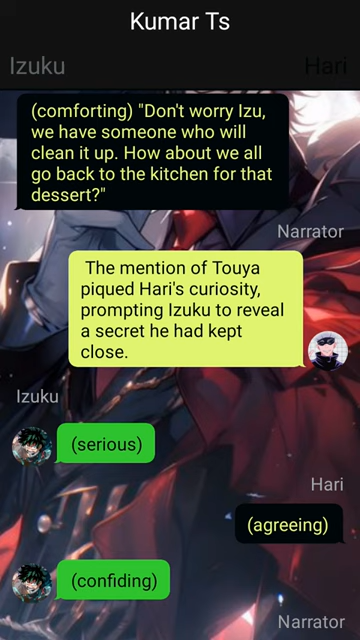 Kumar Ts
Izuku
Hari
(comforting) "Don't worry Izu,
we have someone who will
clean it up. How about we all
go back to the kitchen for that
dessert?"
Narrator
The mention of Touya
piqued Hari's curiosity,
prompting Izuku to reveal
a secret he had kept
close.
Izuku
(serious)
Hari
(agreeing)
(confiding)
Narrator